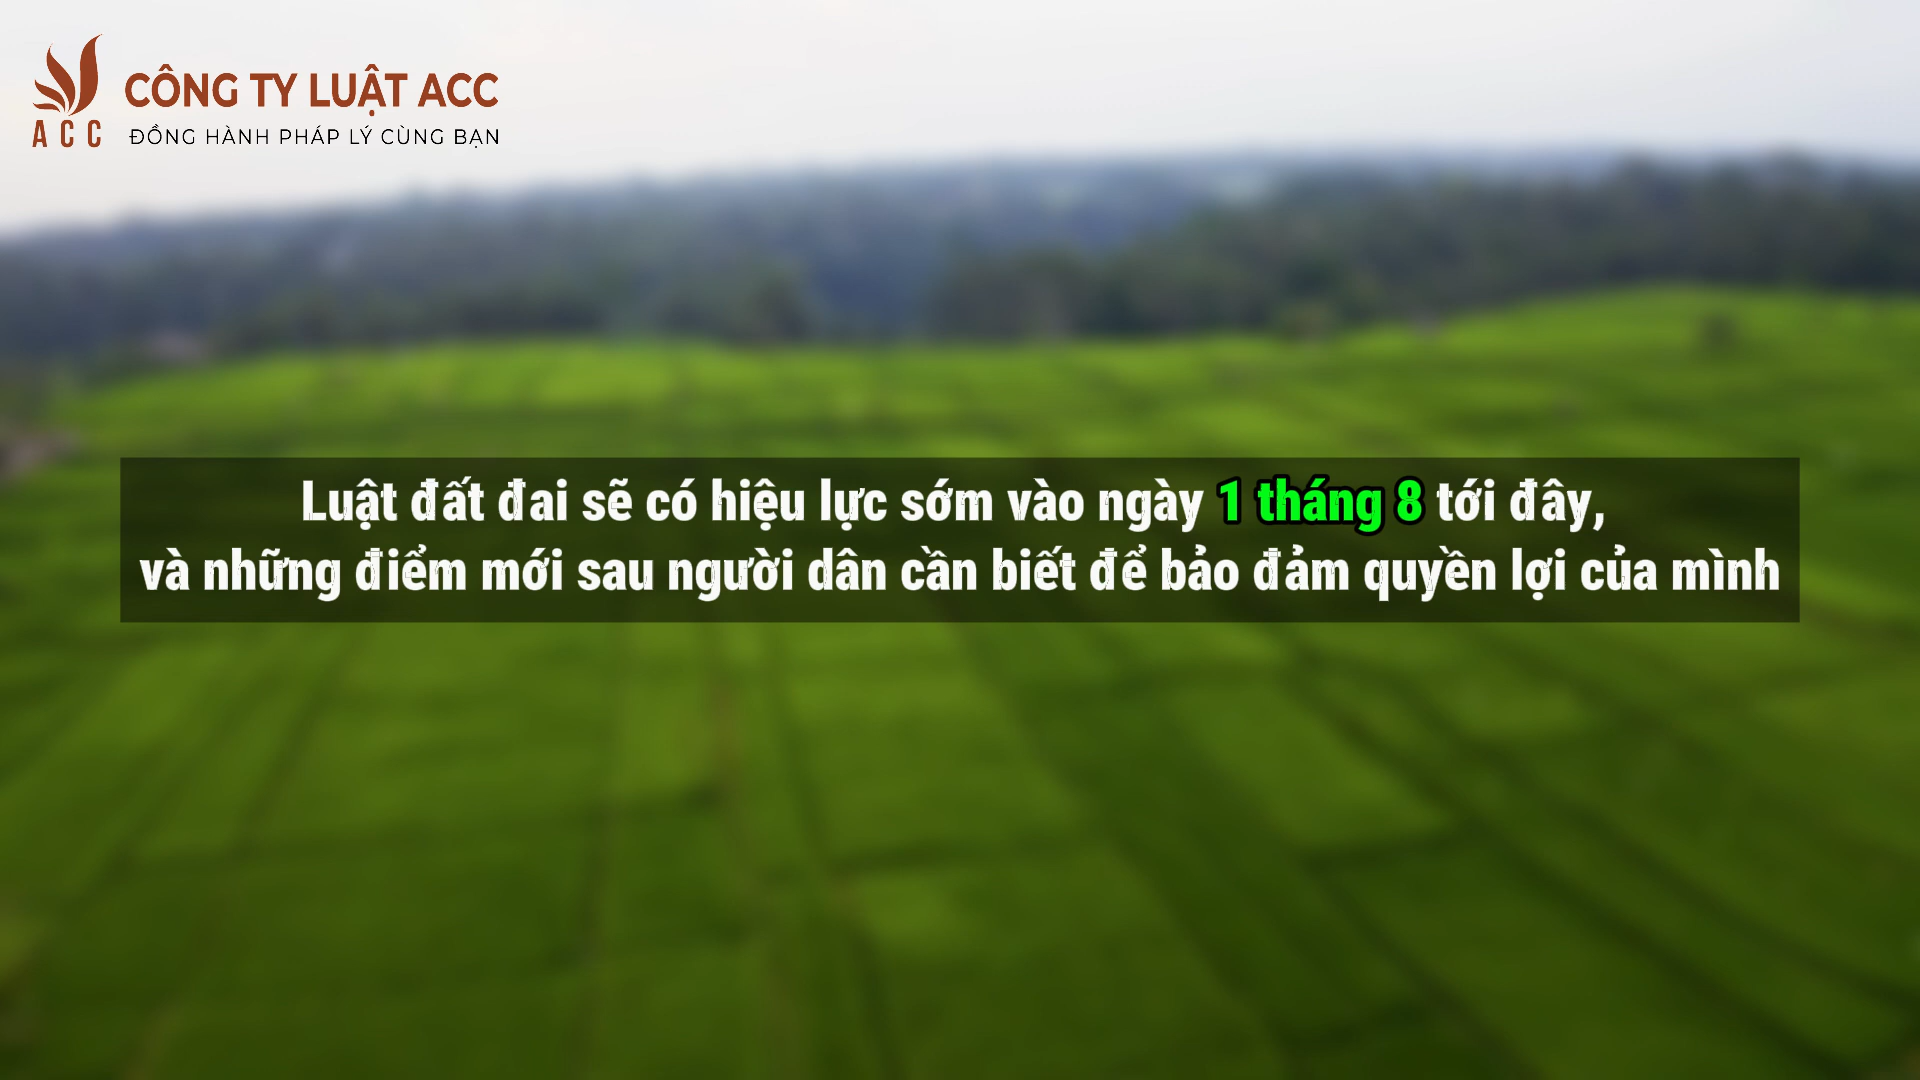 CÔNG TY LUẬT ACC
ACC
ĐỒNG HÀNH PHÁP LÝ CÙNG BẠN
Luật đất đai sẽ có hiệu lực sớm vào ngày 1 tháng 8 tới đây,
và những điểm mới sau người dân cần biết để bảo đảm quyền lợi của mình